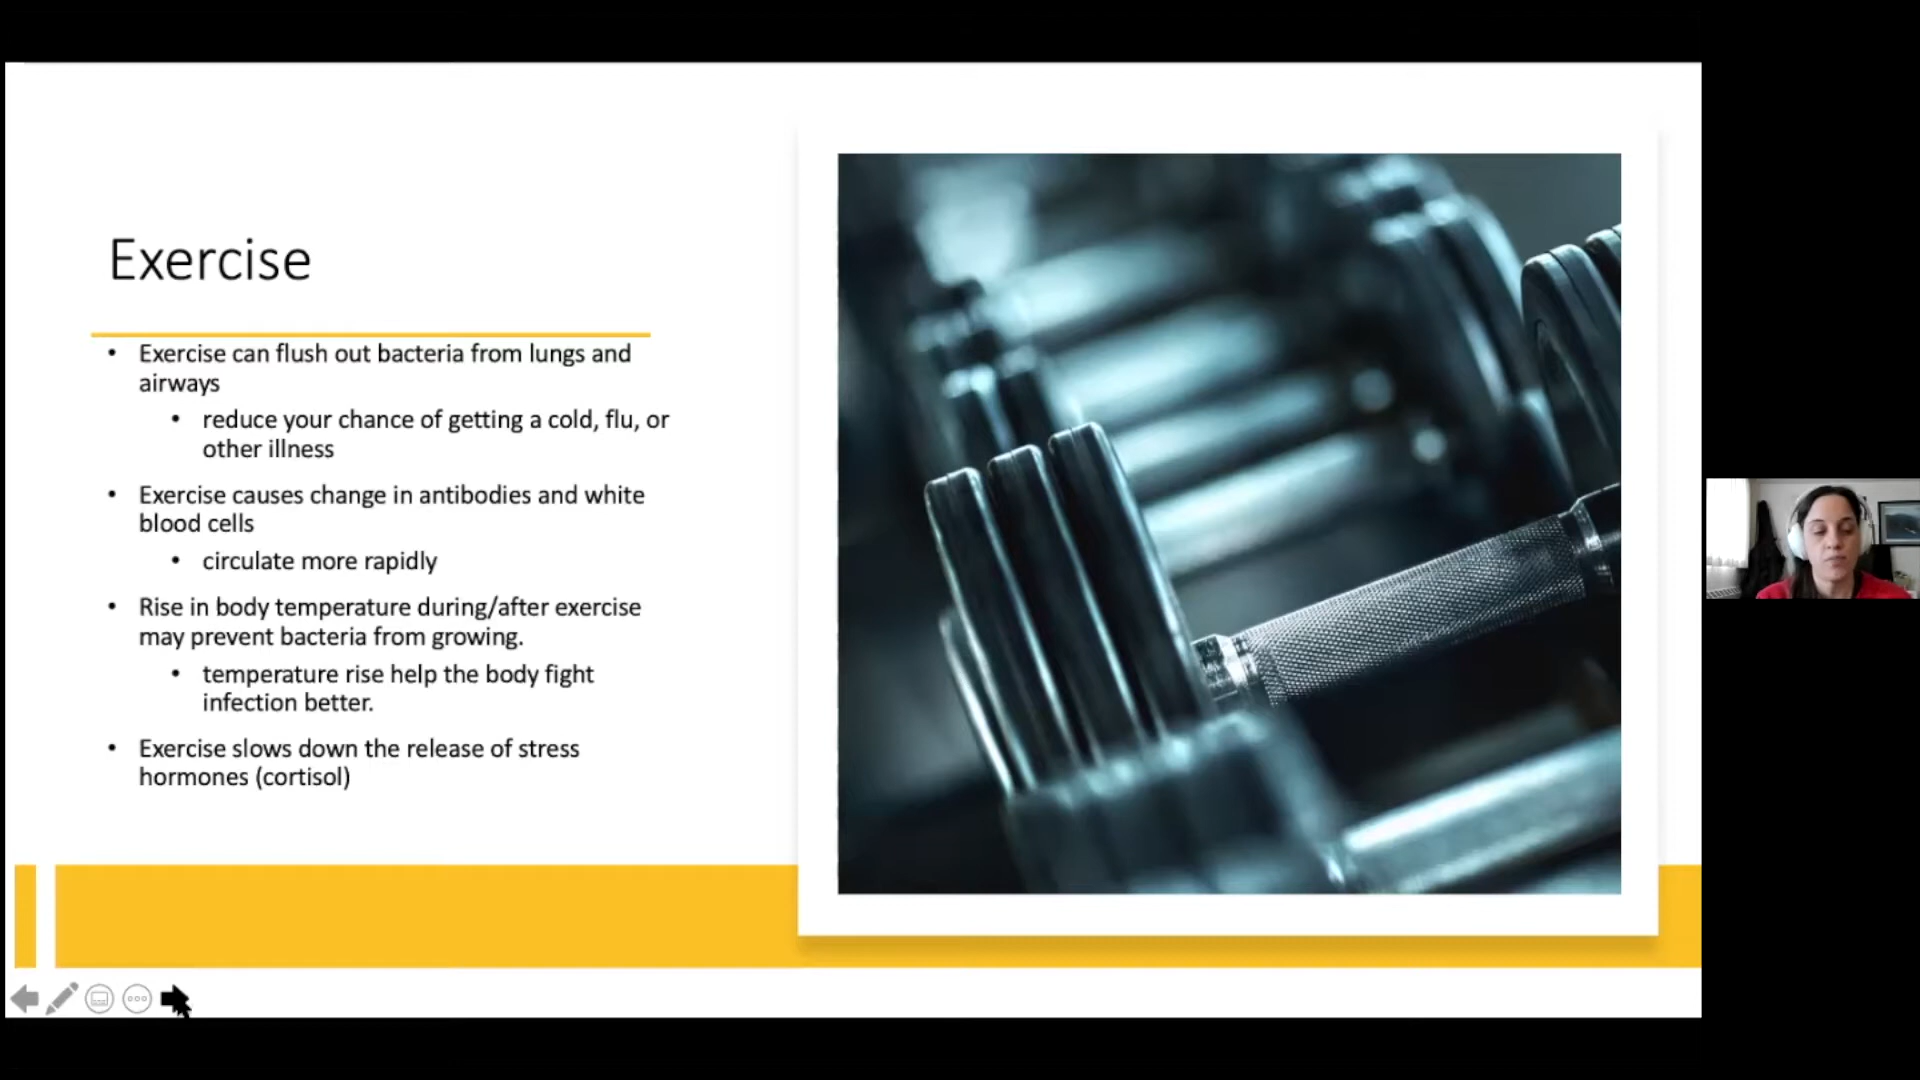 Exercise
• Exercise can flush out bacteria from lungs and
airways
• reduce your chance of getting a cold, flu, or
other illness
• Exercise causes change in antibodies and white
blood cells
• circulate more rapidly
• Rise in body temperature during/after exercise
may prevent bacteria from growing.
• temperature rise help the body fight
infection better.
• Exercise slows down the release of stress
hormones (cortisol)